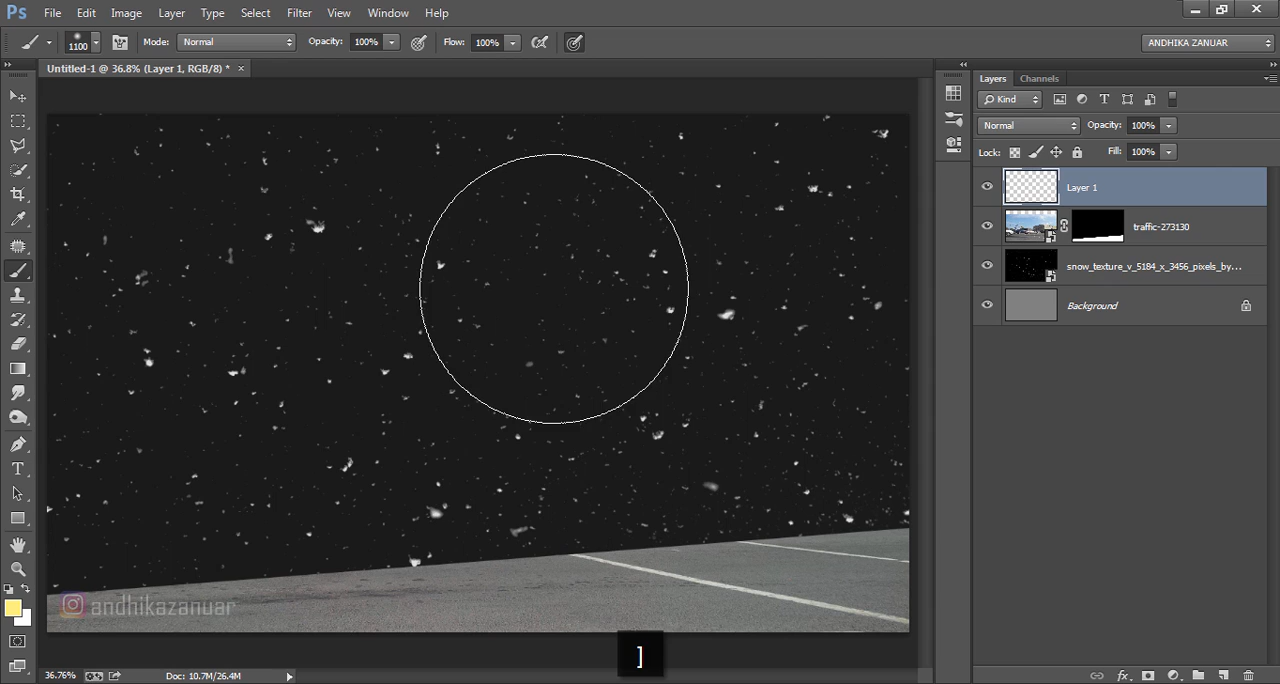 Ps File Edit Image Layer Type Select Filter View Window Help
1100 Mode: Normal Opacity: 100% Flow: 100% ANDHIKA ZANUAR
Untitled-1 @ 36.8% (Layer 1, RGB/8) * ×
Layers Channels
Kind
Normal Opacity: 100%
Lock: Fill: 100%
Layer 1
traffic-273130
snow_texture_v_5184_x_3456_pixels_by...
Background
andhikazanuar
]
36.76% Doc: 10.7M/26.4M